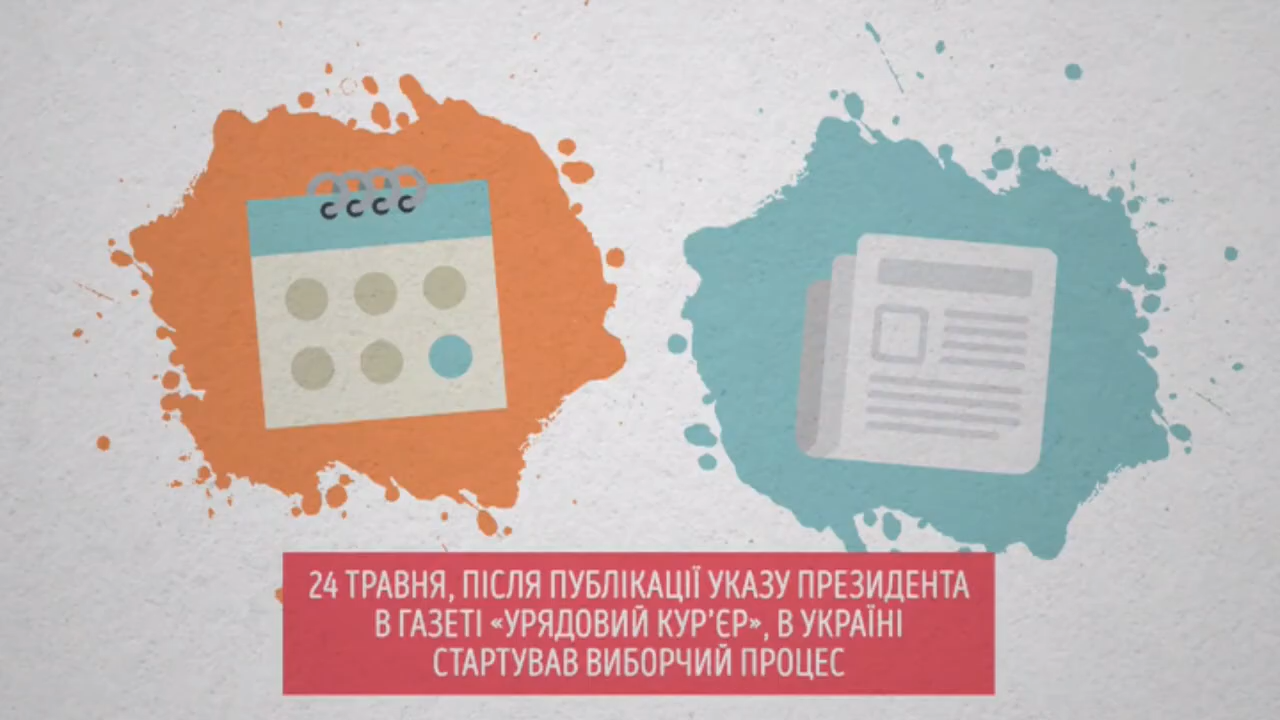 24 ТРАВНЯ, ПІСЛЯ ПУБЛІКАЦІЇ УКАЗУ ПРЕЗИДЕНТА
В ГАЗЕТІ «УРЯДОВИЙ КУР’ЄР», В УКРАЇНІ
СТАРТУВАВ ВИБОРЧИЙ ПРОЦЕС